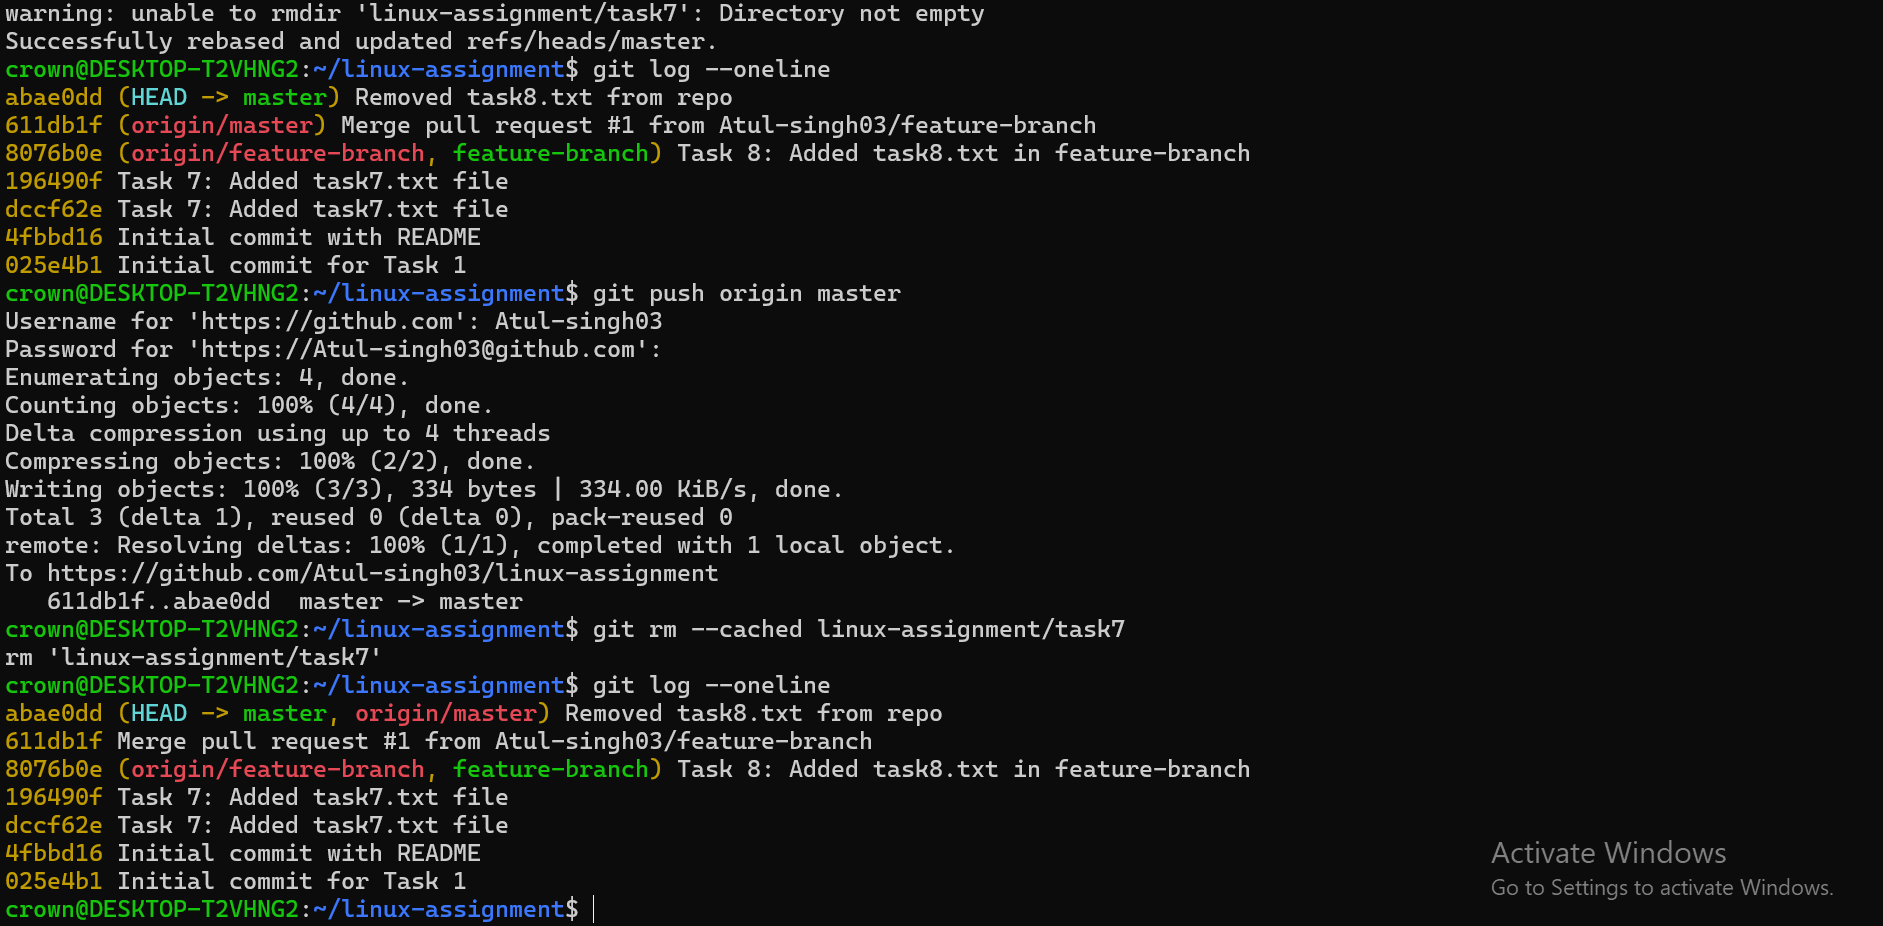 warning: unable to rmdir 'linux-assignment/task7': Directory not empty
Successfully rebased and updated refs/heads/master.
crown@DESKTOP-T2VHNG2:~/linux-assignment$ git log --oneline
abae0dd (HEAD -> master) Removed task8.txt from repo
611db1f (origin/master) Merge pull request #1 from Atul-singh03/feature-branch
8076b0e (origin/feature-branch, feature-branch) Task 8: Added task8.txt in feature-branch
196490f Task 7: Added task7.txt file
dccf62e Task 7: Added task7.txt file
4fbbd16 Initial commit with README
025e4b1 Initial commit for Task 1
crown@DESKTOP-T2VHNG2:~/linux-assignment$ git push origin master
Username for 'https://github.com': Atul-singh03
Password for 'https://Atul-singh03@github.com':
Enumerating objects: 4, done.
Counting objects: 100% (4/4), done.
Delta compression using up to 4 threads
Compressing objects: 100% (2/2), done.
Writing objects: 100% (3/3), 334 bytes | 334.00 KiB/s, done.
Total 3 (delta 1), reused 0 (delta 0), pack-reused 0
remote: Resolving deltas: 100% (1/1), completed with 1 local object.
To https://github.com/Atul-singh03/linux-assignment
   611db1f..abae0dd  master -> master
crown@DESKTOP-T2VHNG2:~/linux-assignment$ git rm --cached linux-assignment/task7
rm 'linux-assignment/task7'
crown@DESKTOP-T2VHNG2:~/linux-assignment$ git log --oneline
abae0dd (HEAD -> master, origin/master) Removed task8.txt from repo
611db1f Merge pull request #1 from Atul-singh03/feature-branch
8076b0e (origin/feature-branch, feature-branch) Task 8: Added task8.txt in feature-branch
196490f Task 7: Added task7.txt file
dccf62e Task 7: Added task7.txt file
4fbbd16 Initial commit with README
025e4b1 Initial commit for Task 1
crown@DESKTOP-T2VHNG2:~/linux-assignment$
Activate Windows
Go to Settings to activate Windows.